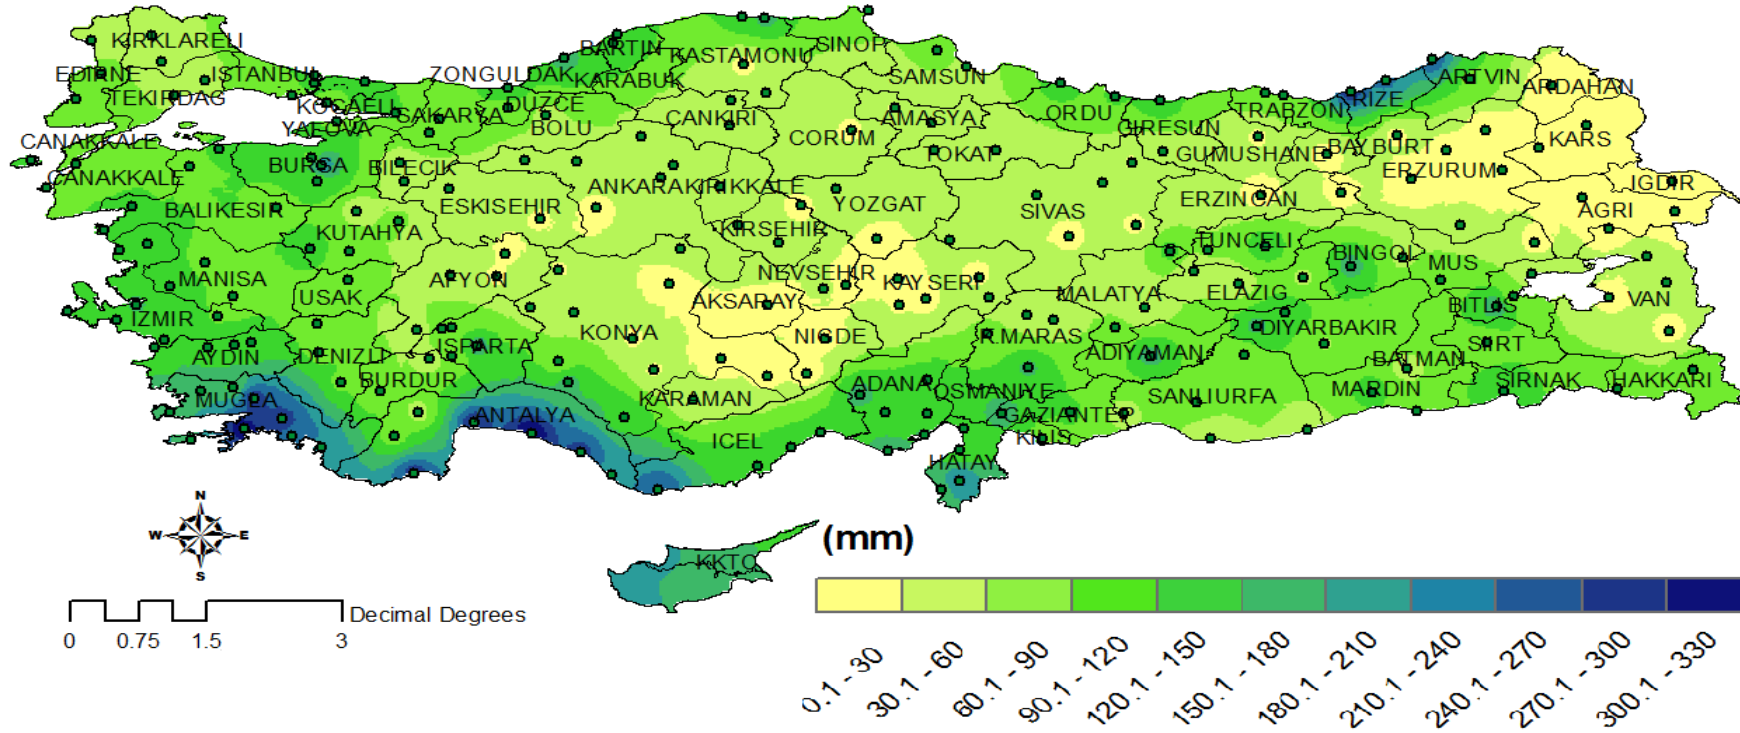 KIRKLARELI
BARTIN
KASTAMONU
SINOP
EDIRNE
ISTANBUL
ZONGULDAK
KARABUK
SAMSUN
ARTVIN
ARDAHAN
TEKIRDAG
KOCAELI
SAKARYA
DUZCE
CANKIRI
AMASYA
ORDU
TRABZON
RIZE
YALOVA
BOLU
CORUM
GIRESUN
KARS
CANAKKALE
BURSA
BILECIK
TOKAT
GUMUSHANE
BAYBURT
ERZURUM
CANAKKALE
ANKARA
KIRIKKALE
IGDIR
BALIKESIR
ESKISEHIR
YOZGAT
SIVAS
ERZINCAN
AGRI
KUTAHYA
KIRSEHIR
TUNCELI
BINGOL
MUS
MANISA
AFYON
NEVSEHIR
KAYSERI
USAK
AKSARAY
MALATYA
ELAZIG
VAN
IZMIR
KONYA
BITLIS
DIYARBAKIR
AYDIN
DENIZLI
ISPARTA
NIGDE
K.MARAS
ADIYAMAN
BATMAN
SIIRT
BURDUR
ADANA
OSMANIYE
SANLIURFA
MARDIN
SIRNAK
HAKKARI
MUGLA
ANTALYA
KARAMAN
GAZIANTEP
ICEL
KILIS
HATAY
N
W E
S
KKTC
(mm)
Decimal Degrees
0 0.75 1.5 3
0.1 - 30
30.1 - 60
60.1 - 90
90.1 - 120
120.1 - 150
150.1 - 180
180.1 - 210
210.1 - 240
240.1 - 270
270.1 - 300
300.1 - 330